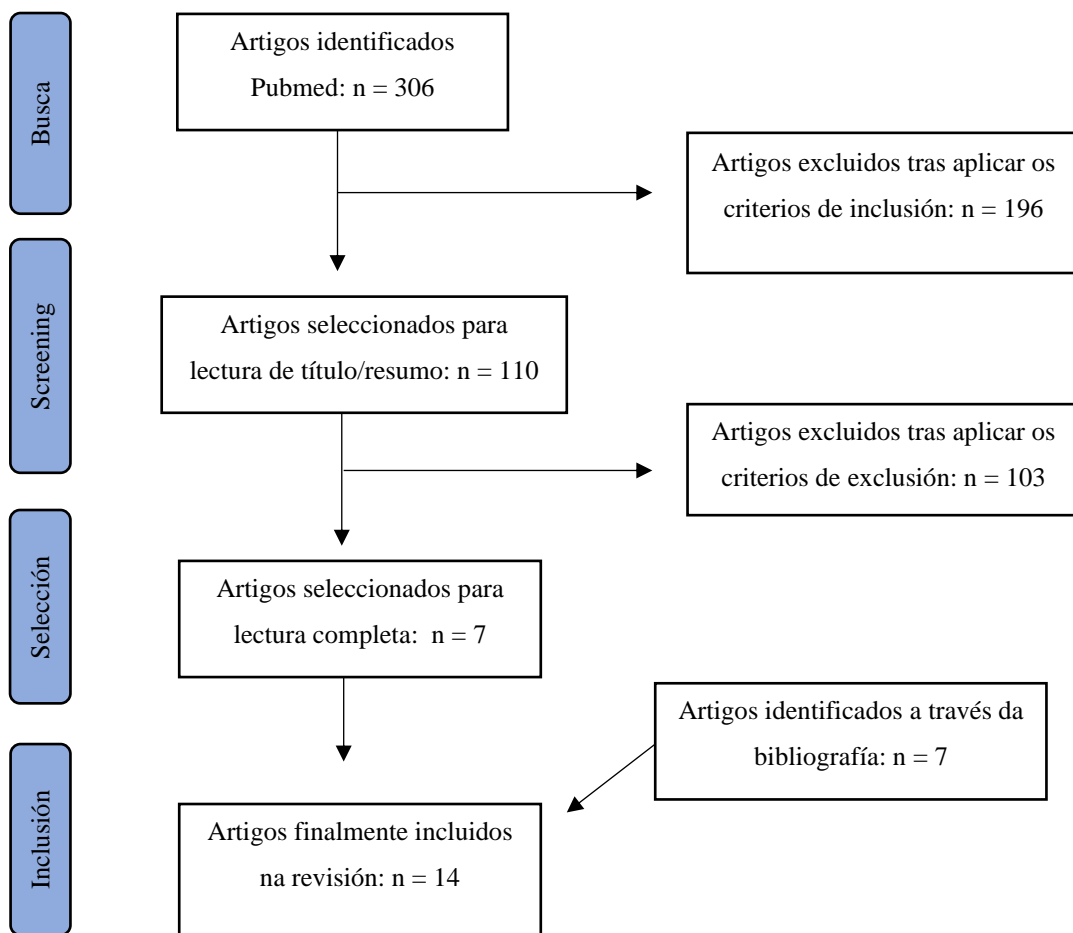 Busca
Artigos identificados
Pubmed: n = 306
Artigos excluidos tras aplicar os
criterios de inclusión: n = 196
Screening
Artigos seleccionados para
lectura de título/resumo: n = 110
Artigos excluidos tras aplicar os
criterios de exclusión: n = 103
Selección
Artigos seleccionados para
lectura completa:  n = 7
Artigos identificados a través da
bibliografía: n = 7
Inclusión
Artigos finalmente incluidos
na revisión: n = 14